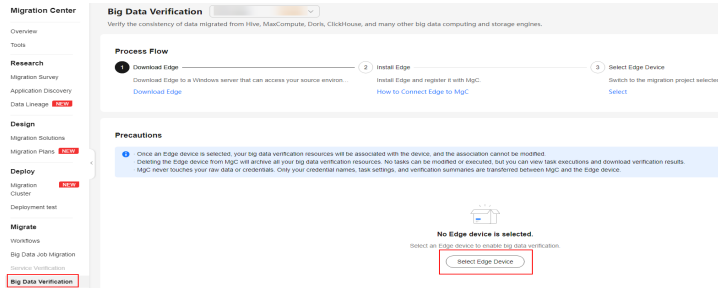 Migration Center
Overview
Tools
Research
Migration Survey
Application Discovery
Data Lineage NEW
Design
Migration Solutions
Migration Plans NEW
Deploy
Migration Cluster NEW
Deployment test
Migrate
Workflows
Big Data Job Migration
Service Verification
Big Data Verification
Big Data Verification
Verify the consistency of data migrated from Hive, MaxCompute, Doris, ClickHouse, and many other big data computing and storage engines.
Process Flow
1 Download Edge
Download Edge to a Windows server that can access your source environ...
Download Edge
2 Install Edge
Install Edge and register it with MgC.
How to Connect Edge to MgC
3 Select Edge Device
Switch to the migration project selected
Select
Precautions
· Once an Edge device is selected, your big data verification resources will be associated with the device, and the association cannot be modified.
· Deleting the Edge device from MgC will archive all your big data verification resources. No tasks can be modified or executed, but you can view task executions and download verification results.
· MgC never touches your raw data or credentials. Only your credential names, task settings, and verification summaries are transferred between MgC and the Edge device.
No Edge device is selected.
Select an Edge device to enable big data verification.
Select Edge Device